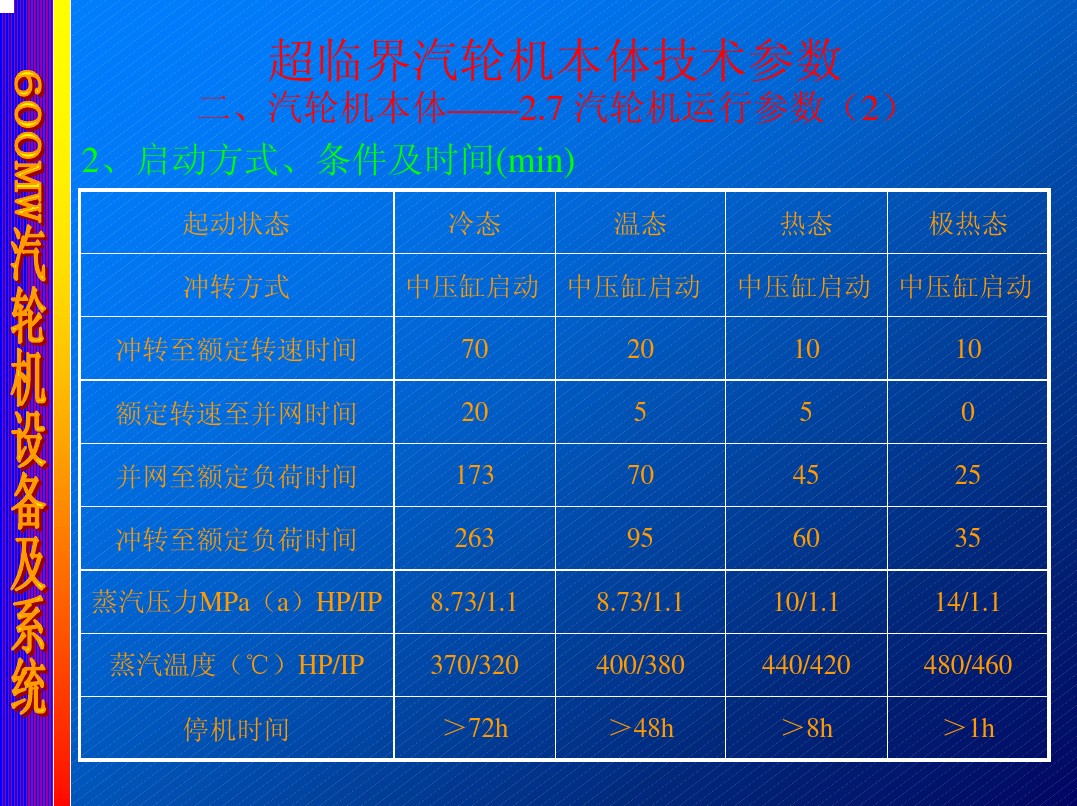 600MW汽轮机设备及系统
超临界汽轮机本体技术参数
二、汽轮机本体——2.7 汽轮机运行参数（2）
2、启动方式、条件及时间(min)
起动状态 冷态 温态 热态 极热态
冲转方式 中压缸启动 中压缸启动 中压缸启动 中压缸启动
冲转至额定转速时间 70 20 10 10
额定转速至并网时间 20 5 5 0
并网至额定负荷时间 173 70 45 25
冲转至额定负荷时间 263 95 60 35
蒸汽压力MPa（a）HP/IP 8.73/1.1 8.73/1.1 10/1.1 14/1.1
蒸汽温度（℃）HP/IP 370/320 400/380 440/420 480/460
停机时间 ＞72h ＞48h ＞8h ＞1h